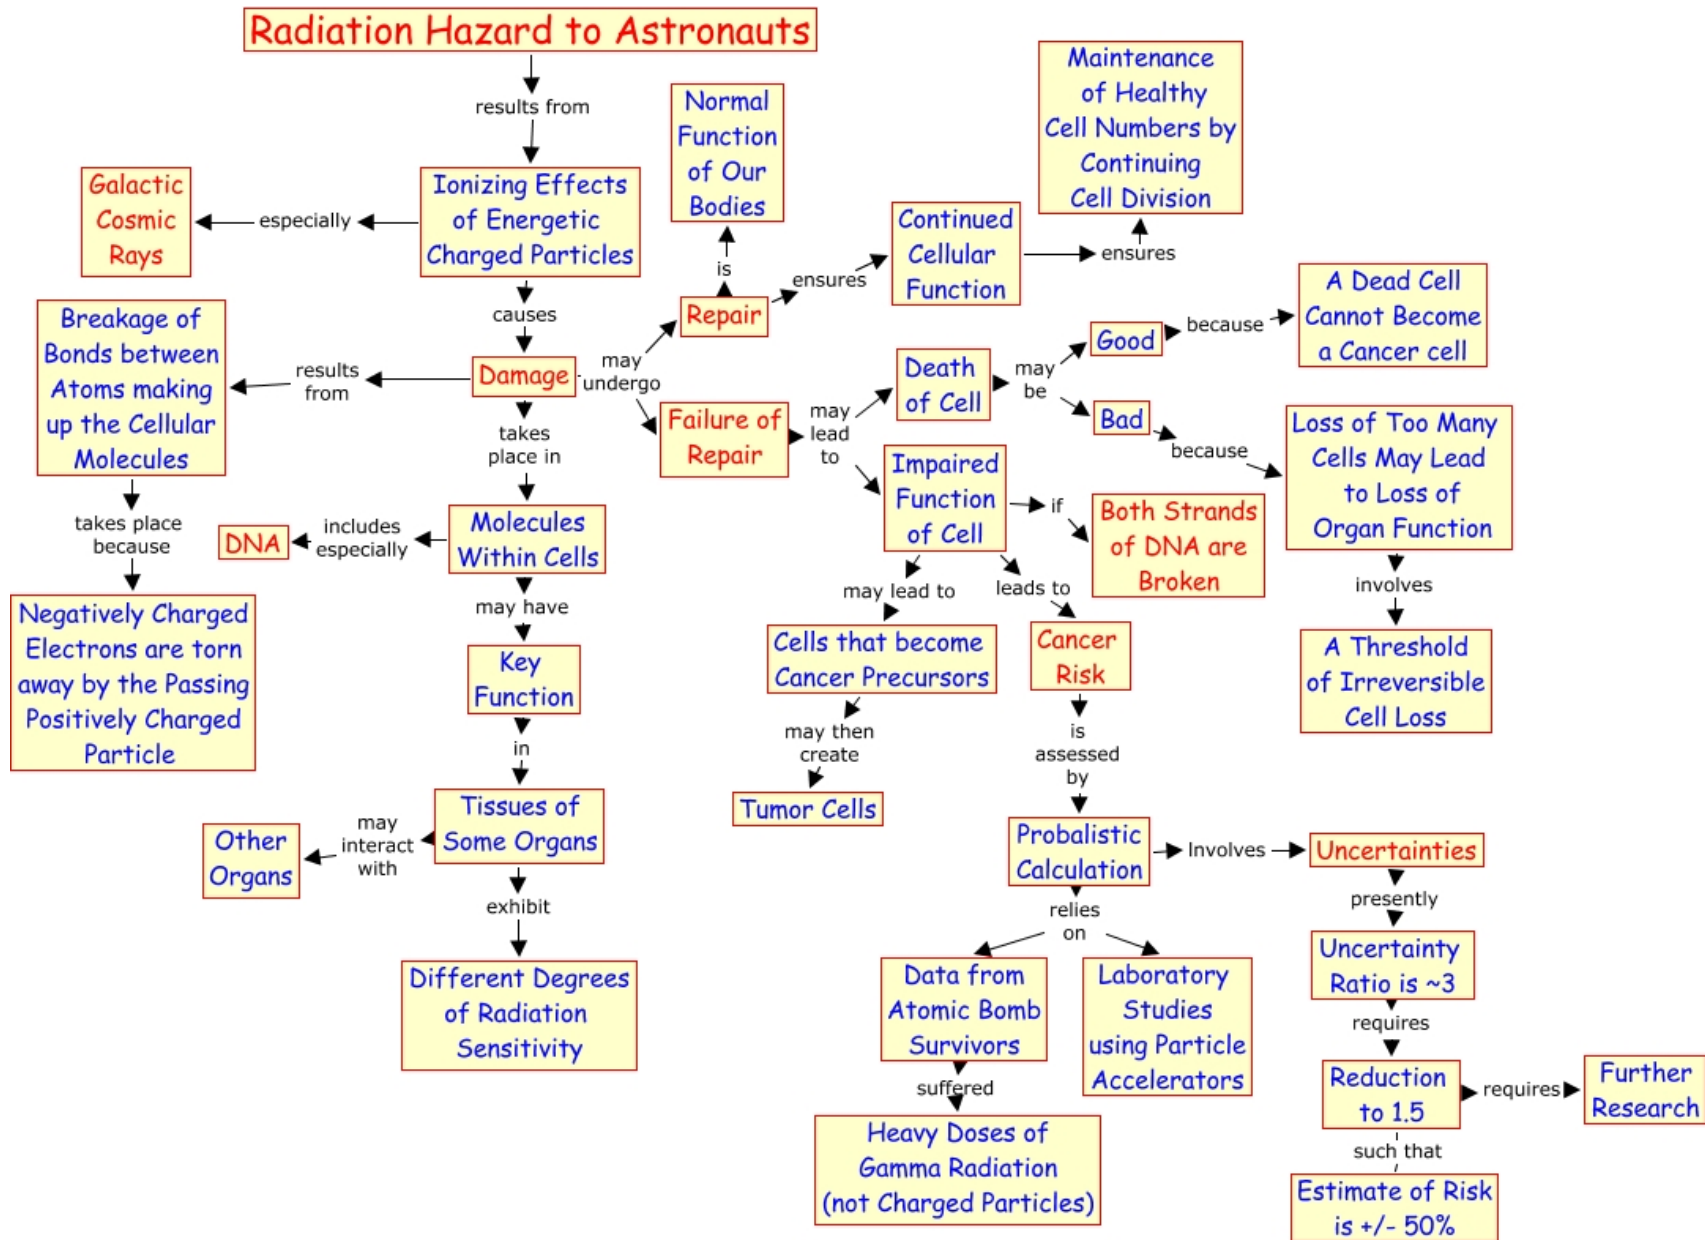 Radiation Hazard to Astronauts
results from
Ionizing Effects
of Energetic
Charged Particles
especially
Galactic
Cosmic
Rays
causes
Damage
results
from
Breakage of
Bonds between
Atoms making
up the Cellular
Molecules
takes place
because
Negatively Charged
Electrons are torn
away by the Passing
Positively Charged
Particle
takes
place in
Molecules
Within Cells
includes
especially
DNA
may have
Key
Function
in
Tissues of
Some Organs
may
interact
with
Other
Organs
exhibit
Different Degrees
of Radiation
Sensitivity
may
undergo
Repair
is
Normal
Function
of Our
Bodies
ensures
Continued
Cellular
Function
ensures
Maintenance
of Healthy
Cell Numbers by
Continuing
Cell Division
Failure of
Repair
may
lead
to
Death
of Cell
may
be
Good
because
A Dead Cell
Cannot Become
a Cancer cell
Bad
because
Loss of Too Many
Cells May Lead
to Loss of
Organ Function
involves
A Threshold
of Irreversible
Cell Loss
Impaired
Function
of Cell
if
Both Strands
of DNA are
Broken
may lead to
Cells that become
Cancer Precursors
may then
create
Tumor Cells
leads to
Cancer
Risk
is
assessed
by
Probalistic
Calculation
Involves
Uncertainties
presently
Uncertainty
Ratio is ~3
requires
Reduction
to 1.5
requires
Further
Research
such that
Estimate of Risk
is +/- 50%
relies
on
Data from
Atomic Bomb
Survivors
suffered
Heavy Doses of
Gamma Radiation
(not Charged Particles)
Laboratory
Studies
using Particle
Accelerators